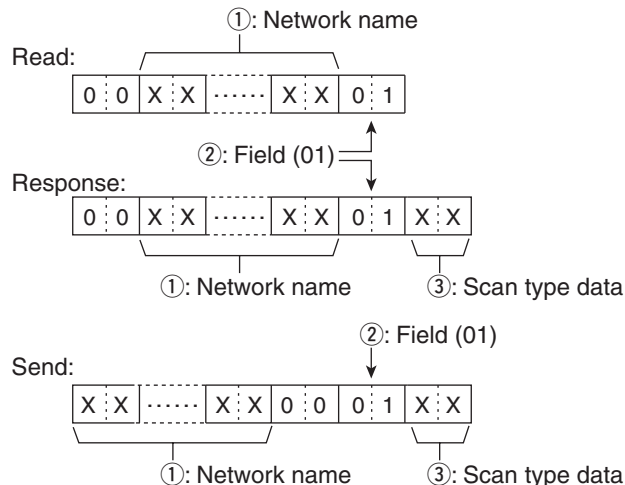 ①: Network name
Read:
0 0 X X ...... X X 0 1
②: Field (01)
Response:
0 0 X X ...... X X 0 1 X X
①: Network name ③: Scan type data
②: Field (01)
Send:
X X ...... X X 0 0 0 1 X X
①: Network name ③: Scan type data